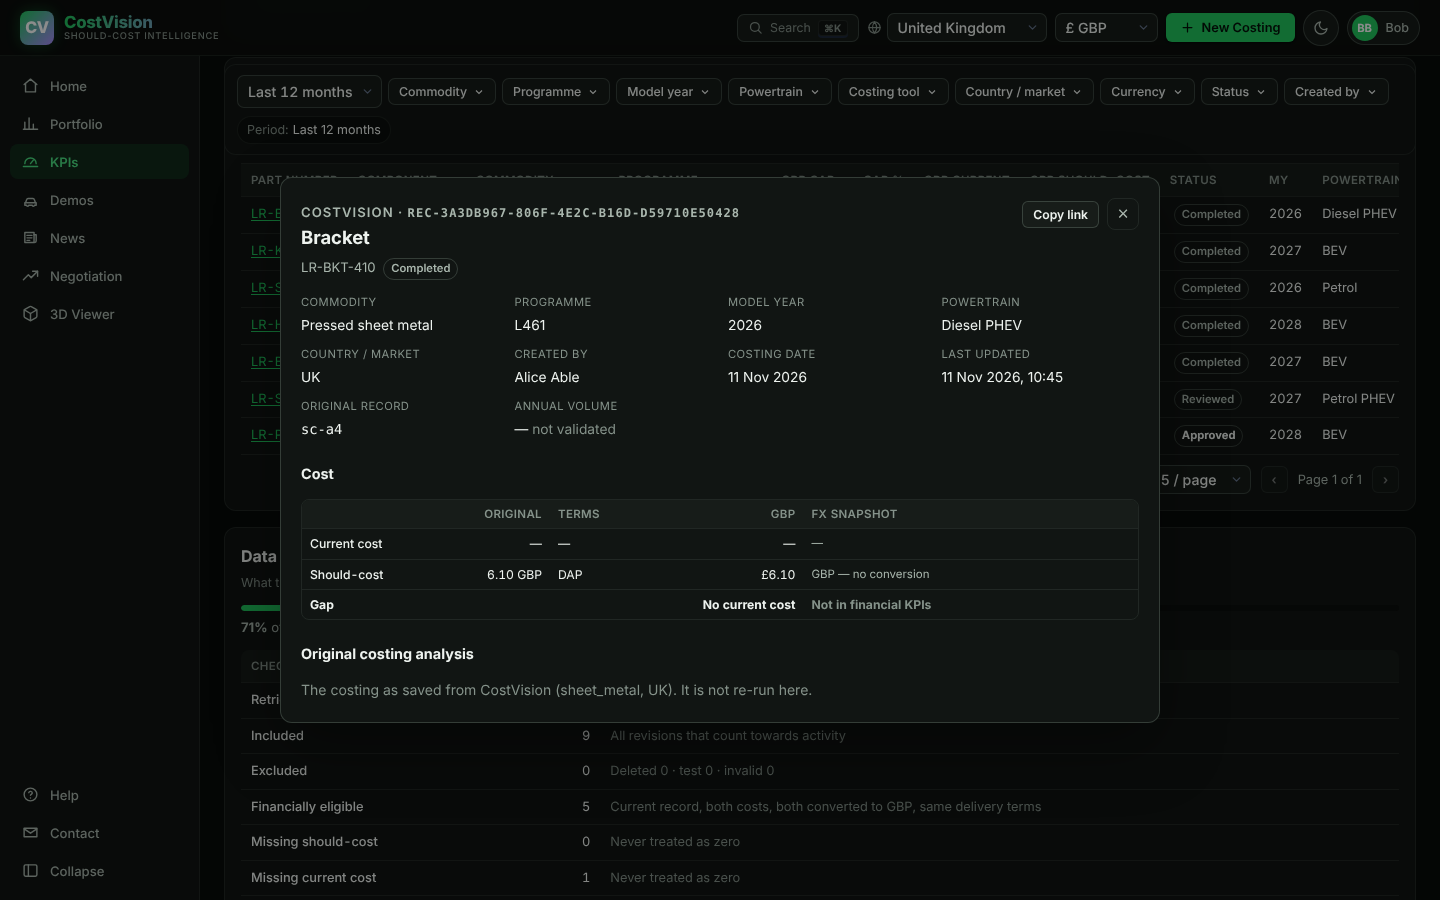 CV
CostVision
SHOULD-COST INTELLIGENCE
Search ⌘K
United Kingdom
£ GBP
+ New Costing
BB Bob
Home
Portfolio
KPIs
Demos
News
Negotiation
3D Viewer
Help
Contact
Collapse
Last 12 months
Commodity
Programme
Model year
Powertrain
Costing tool
Country / market
Currency
Status
Created by
Period: Last 12 months
STATUS MY POWERTRAIN
Completed 2026 Diesel PHEV
Completed 2027 BEV
Completed 2026 Petrol
Completed 2028 BEV
Completed 2027 BEV
Reviewed 2027 Petrol PHEV
Approved 2028 BEV
5 / page
‹ Page 1 of 1 ›
COSTVISION · REC-3A3DB967-806F-4E2C-B16D-D59710E50428
Copy link ✕
Bracket
LR-BKT-410 Completed
COMMODITY PROGRAMME MODEL YEAR POWERTRAIN
Pressed sheet metal L461 2026 Diesel PHEV
COUNTRY / MARKET CREATED BY COSTING DATE LAST UPDATED
UK Alice Able 11 Nov 2026 11 Nov 2026, 10:45
ORIGINAL RECORD ANNUAL VOLUME
sc-a4 — not validated
Cost
ORIGINAL TERMS GBP FX SNAPSHOT
Current cost — — — —
Should-cost 6.10 GBP DAP £6.10 GBP — no conversion
Gap No current cost Not in financial KPIs
Original costing analysis
The costing as saved from CostVision (sheet_metal, UK). It is not re-run here.
Data
71%
Included 9 All revisions that count towards activity
Excluded 0 Deleted 0 · test 0 · invalid 0
Financially eligible 5 Current record, both costs, both converted to GBP, same delivery terms
Missing should-cost 0 Never treated as zero
Missing current cost 1 Never treated as zero